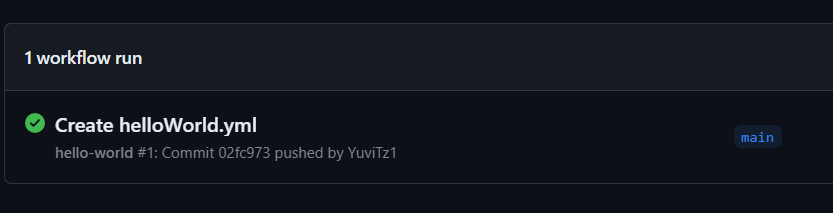 1 workflow run
Create helloWorld.yml
main
hello-world #1: Commit 02fc973 pushed by YuviTz1